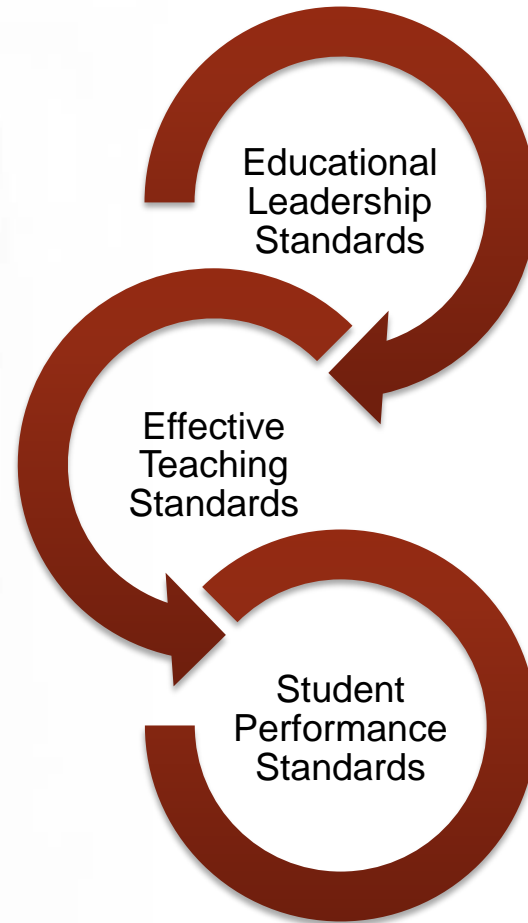 Educational
Leadership
Standards
Effective
Teaching
Standards
Student
Performance
Standards